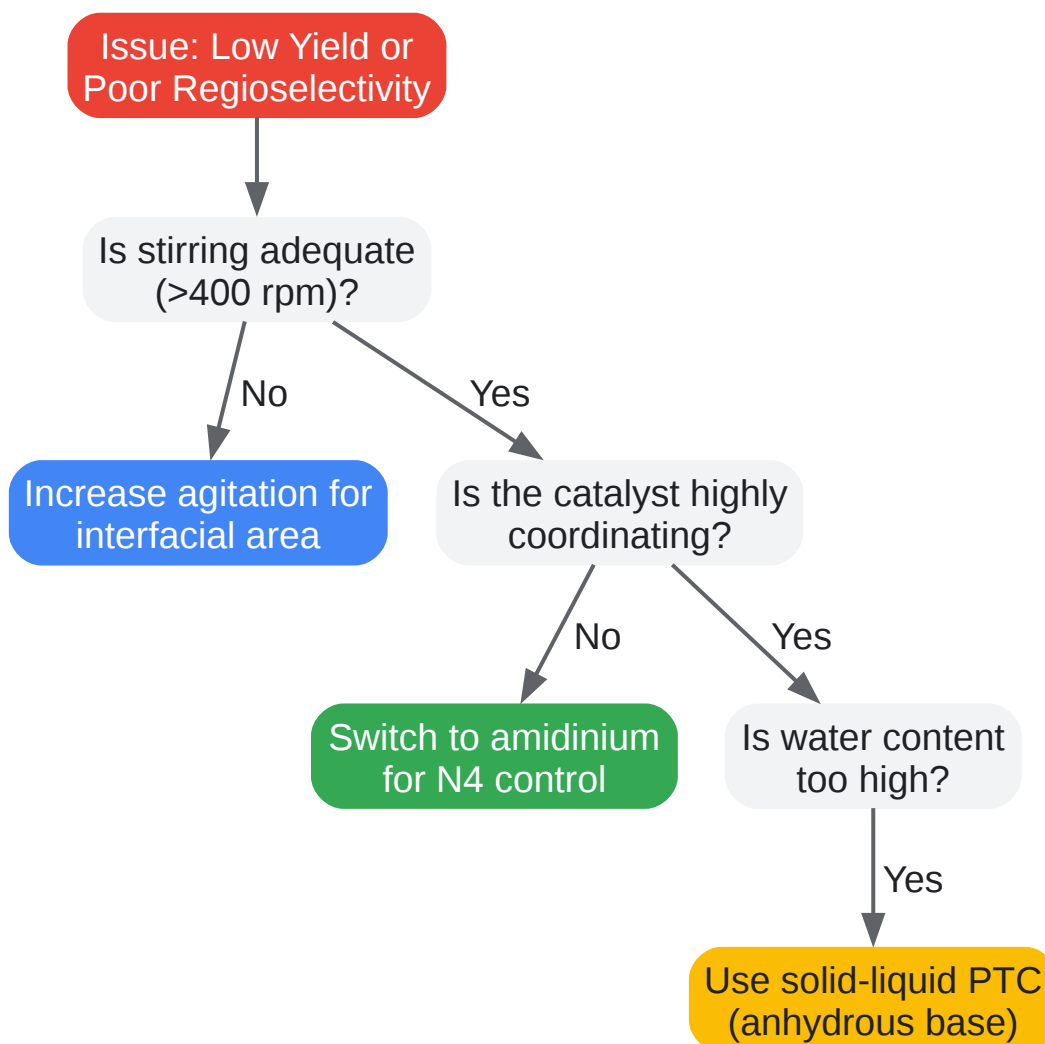 Issue: Low Yield or
Poor Regioselectivity
Is stirring adequate
(>400 rpm)?
No
Yes
Increase agitation for
interfacial area
Is the catalyst highly
coordinating?
No
Yes
Switch to amidinium
for N4 control
Is water content
too high?
Yes
Use solid-liquid PTC
(anhydrous base)